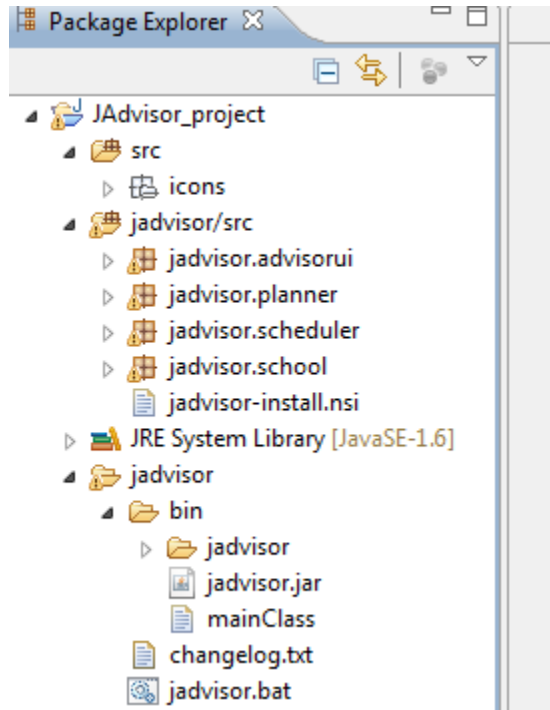 Package Explorer
JAdvisor_project
src
icons
jadvisor/src
jadvisor.advisorui
jadvisor.planner
jadvisor.scheduler
jadvisor.school
jadvisor-install.nsi
JRE System Library [JavaSE-1.6]
jadvisor
bin
jadvisor
jadvisor.jar
mainClass
changelog.txt
jadvisor.bat